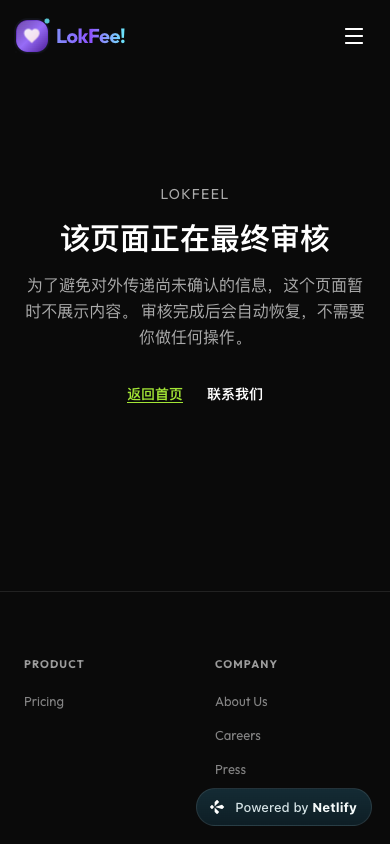 LokFee!
LOKFEEL
该页面正在最终审核
为了避免对外传递尚未确认的信息，这个页面暂
时不展示内容。 审核完成后会自动恢复，不需要
你做任何操作。
返回首页 联系我们
PRODUCT COMPANY
Pricing About Us
Careers
Press
Powered by Netlify